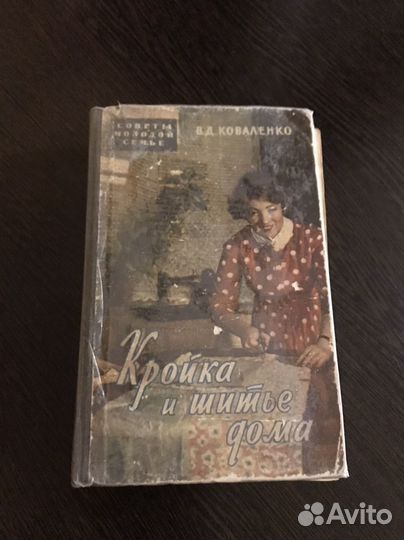 СОВЕТЫ
МОЛОДОЙ
СЕМЬЕ
В.Д. КОВАЛЕНКО
Кройка
и шитье
дома
Avito